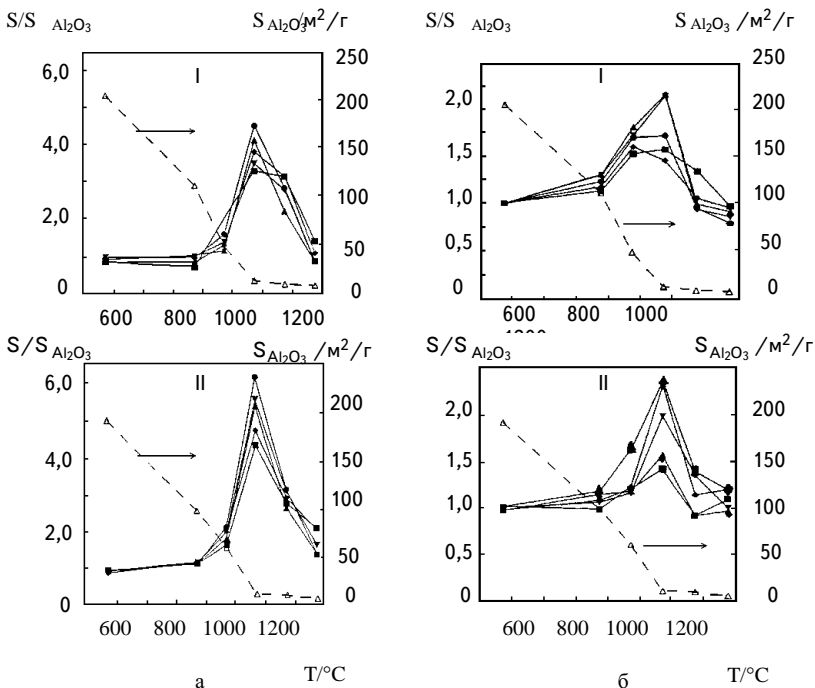 S/S Al₂O₃ S Al₂O₃/м²/г S/S Al₂O₃ S Al₂O₃ /м²/г
6,0 I 250 2,0 I 250
200 200
4,0 150 1,5 150
100 1,0 100
2,0 50 0,5 50
0 0 0 0
600 800 1000 1200 600 800 1000
S/S Al₂O₃ S Al₂O₃ /м²/г S/S Al₂O₃ S Al₂O₃ /м²/г
6,0 II 200 2,0 II 200
4,0 150 1,5 150
100 1,0 100
2,0 50 0,5 50
0 0 0 0
600 800 1000 1200 600 800 1000 1200
а T/°C б T/°C